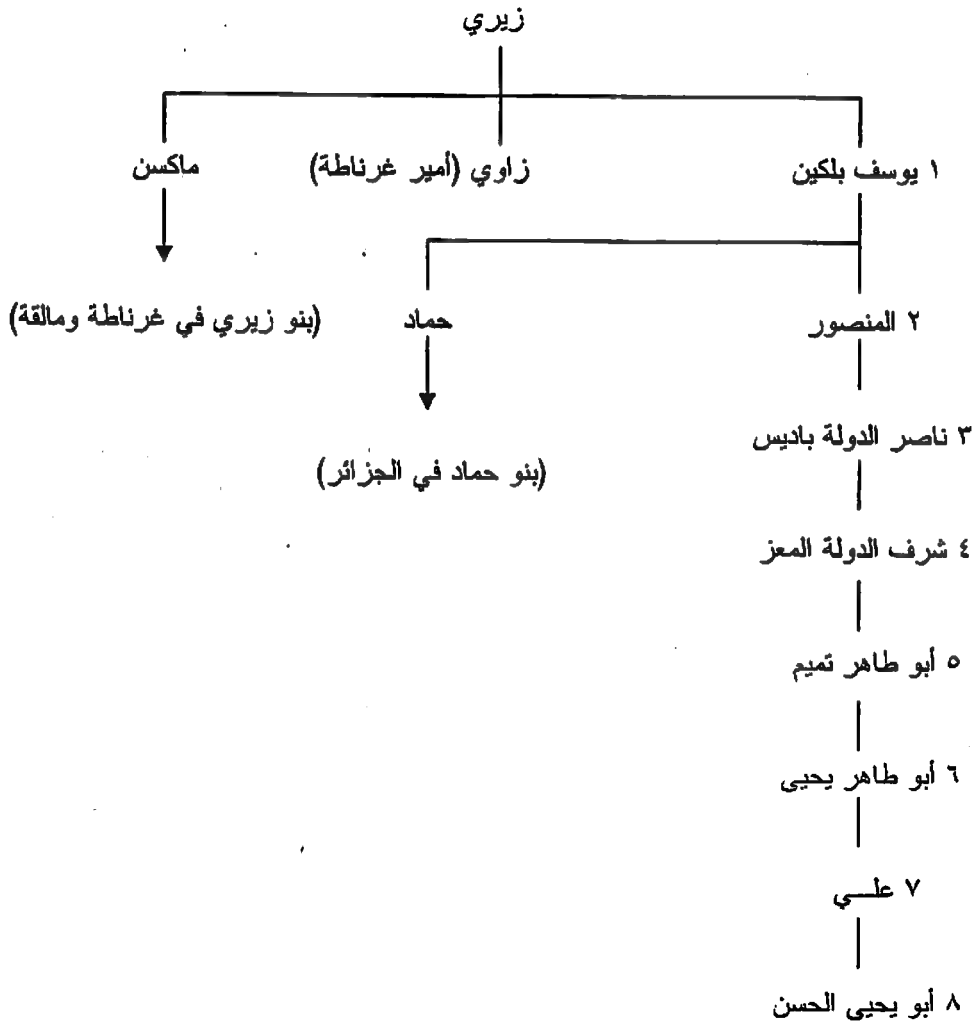 زيري
١ يوسف بلكين
زاوي (أمير غرناطة)
ماكسن
٢ المنصور
حماد
(بنو زيري في غرناطة ومالقة)
٣ ناصر الدولة باديس
(بنو حماد في الجزائر)
٤ شرف الدولة المعز
٥ أبو طاهر تميم
٦ أبو طاهر يحيى
٧ علـــي
٨ أبو يحيى الحسن